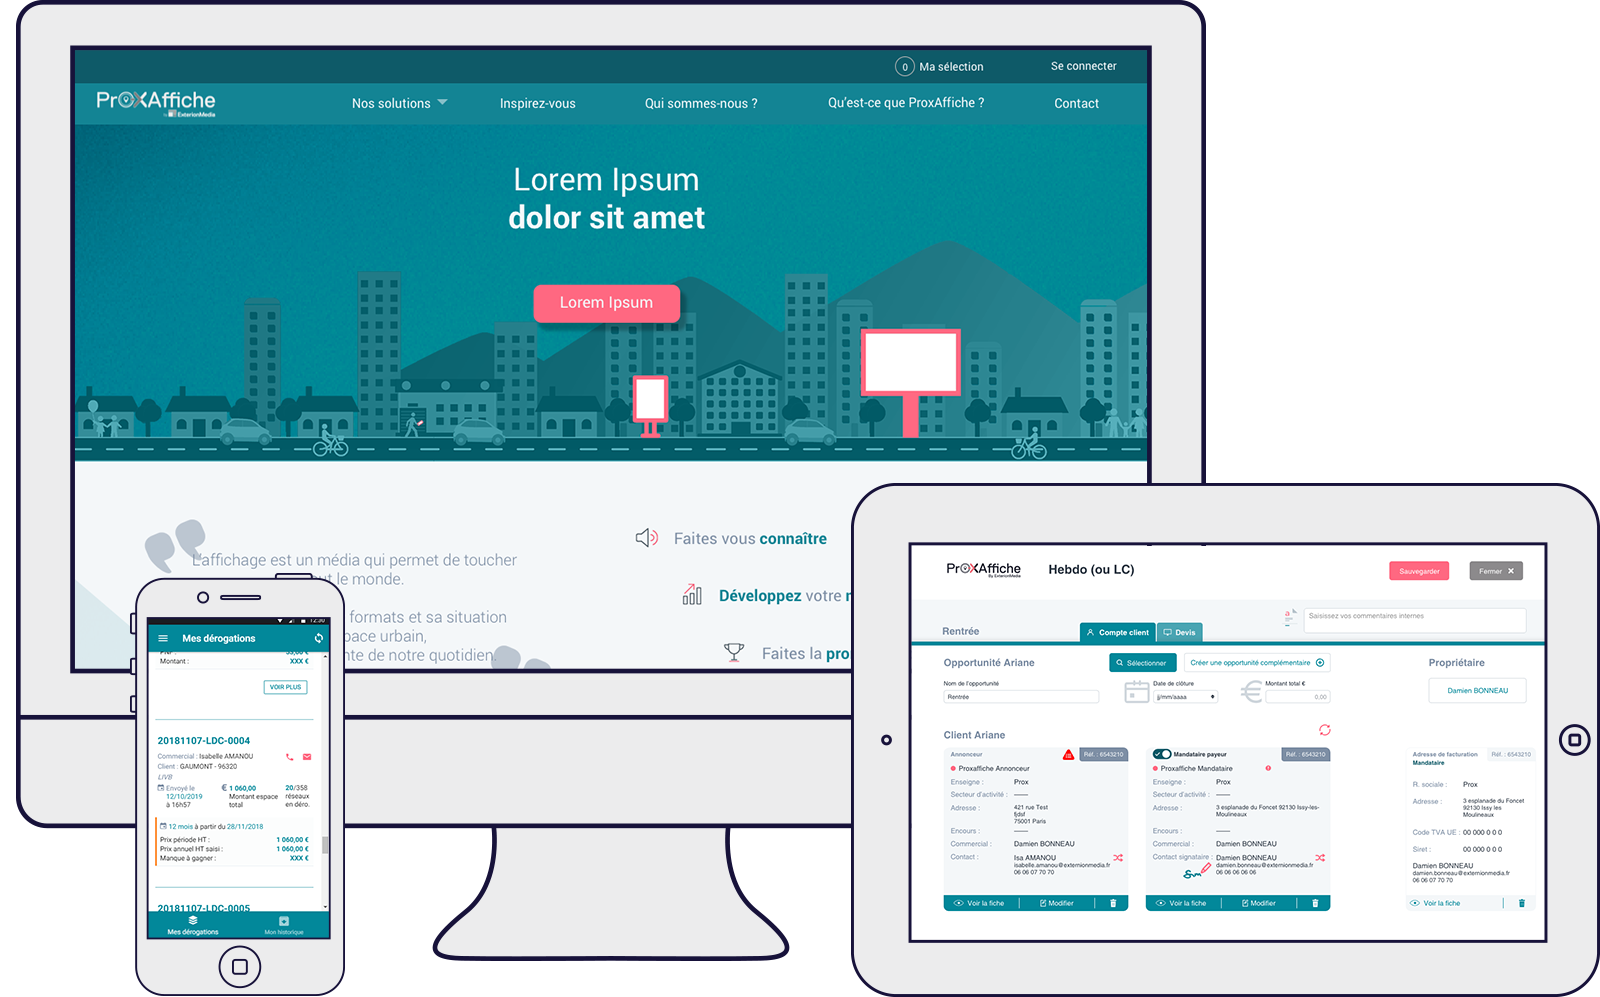 0 Ma sélection
Se connecter
ProxAffiche
by ExterionMedia
Nos solutions
Inspirez-vous
Qui sommes-nous ?
Qu'est-ce que ProxAffiche ?
Contact
Lorem Ipsum
dolor sit amet
Lorem Ipsum
L'affichage est un média qui permet de toucher
ut le monde.
formats et sa situation
pace urbain,
nte de notre quotidien.
Faites vous connaître
Développez votre
Faites la pro
12:30
Mes dérogations
Montant : XXX €
VOIR PLUS
20181107-LDC-0004
Commercial : Isabelle AMANOU
Client : GAUMONT - 96320
LIVB
Envoyé le
12/10/2019
à 16h57
€ 1 060,00
Montant espace
total
20/358
réseaux
en déro.
12 mois à partir du 28/11/2018
Prix période HT : 1 060,00 €
Prix annuel HT saisi : 1 060,00 €
Manque à gagner : XXX €
20181107-LDC-0005
Mes dérogations
Mon historique
ProxAffiche
By ExterionMedia
Hebdo (ou LC)
Sauvegarder
Fermer X
Saisissez vos commentaires internes
Rentrée
Compte client
Devis
Opportunité Ariane
Sélectionner
Créer une opportunité complémentaire
Propriétaire
Nom de l'opportunité
Rentrée
Date de clôture
jj/mm/aaaa
Montant total €
0,00
Damien BONNEAU
Client Ariane
Annonceur
Réf. : 6543210
Proxaffiche Annonceur
Enseigne : Prox
Secteur d'activité : ——
Adresse : 421 rue Test
fjdsf
75001 Paris
Encours : ——
Commercial : Damien BONNEAU
Contact : Isa AMANOU
isabelle.amanou@externionmedia.fr
06 06 07 70 70
Voir la fiche
Modifier
Mandataire payeur
Réf. : 6543210
Proxaffiche Mandataire
Enseigne : Prox
Secteur d'activité : ——
Adresse : 3 esplanade du Foncet 92130 Issy-les-
Moulineaux
Encours : ——
Commercial : Damien BONNEAU
Contact signataire : Damien BONNEAU
damien.bonneau@externionmedia.fr
06 06 06 06 06
Voir la fiche
Modifier
Adresse de facturation
Mandataire
Réf. : 6543210
R. sociale : Prox
Adresse : 3 esplanade du Foncet
92130 Issy les
Moulineaux
Code TVA UE : 00 000 0 0 0
Siret : 00 000 0 0 0
Damien BONNEAU
damien.bonneau@externionmedia.fr
06 06 07 70 70
Voir la fiche